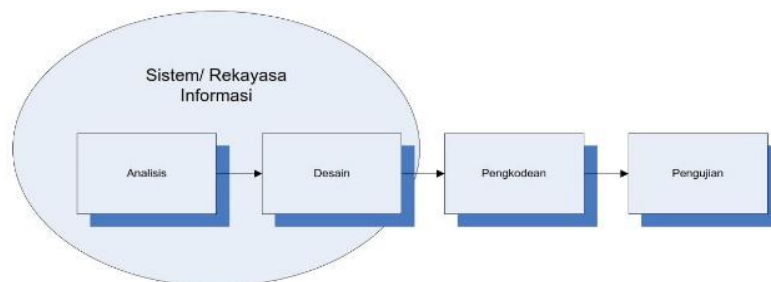 Sistem/ Rekayasa
Informasi
Analisis
Desain
Pengkodean
Pengujian